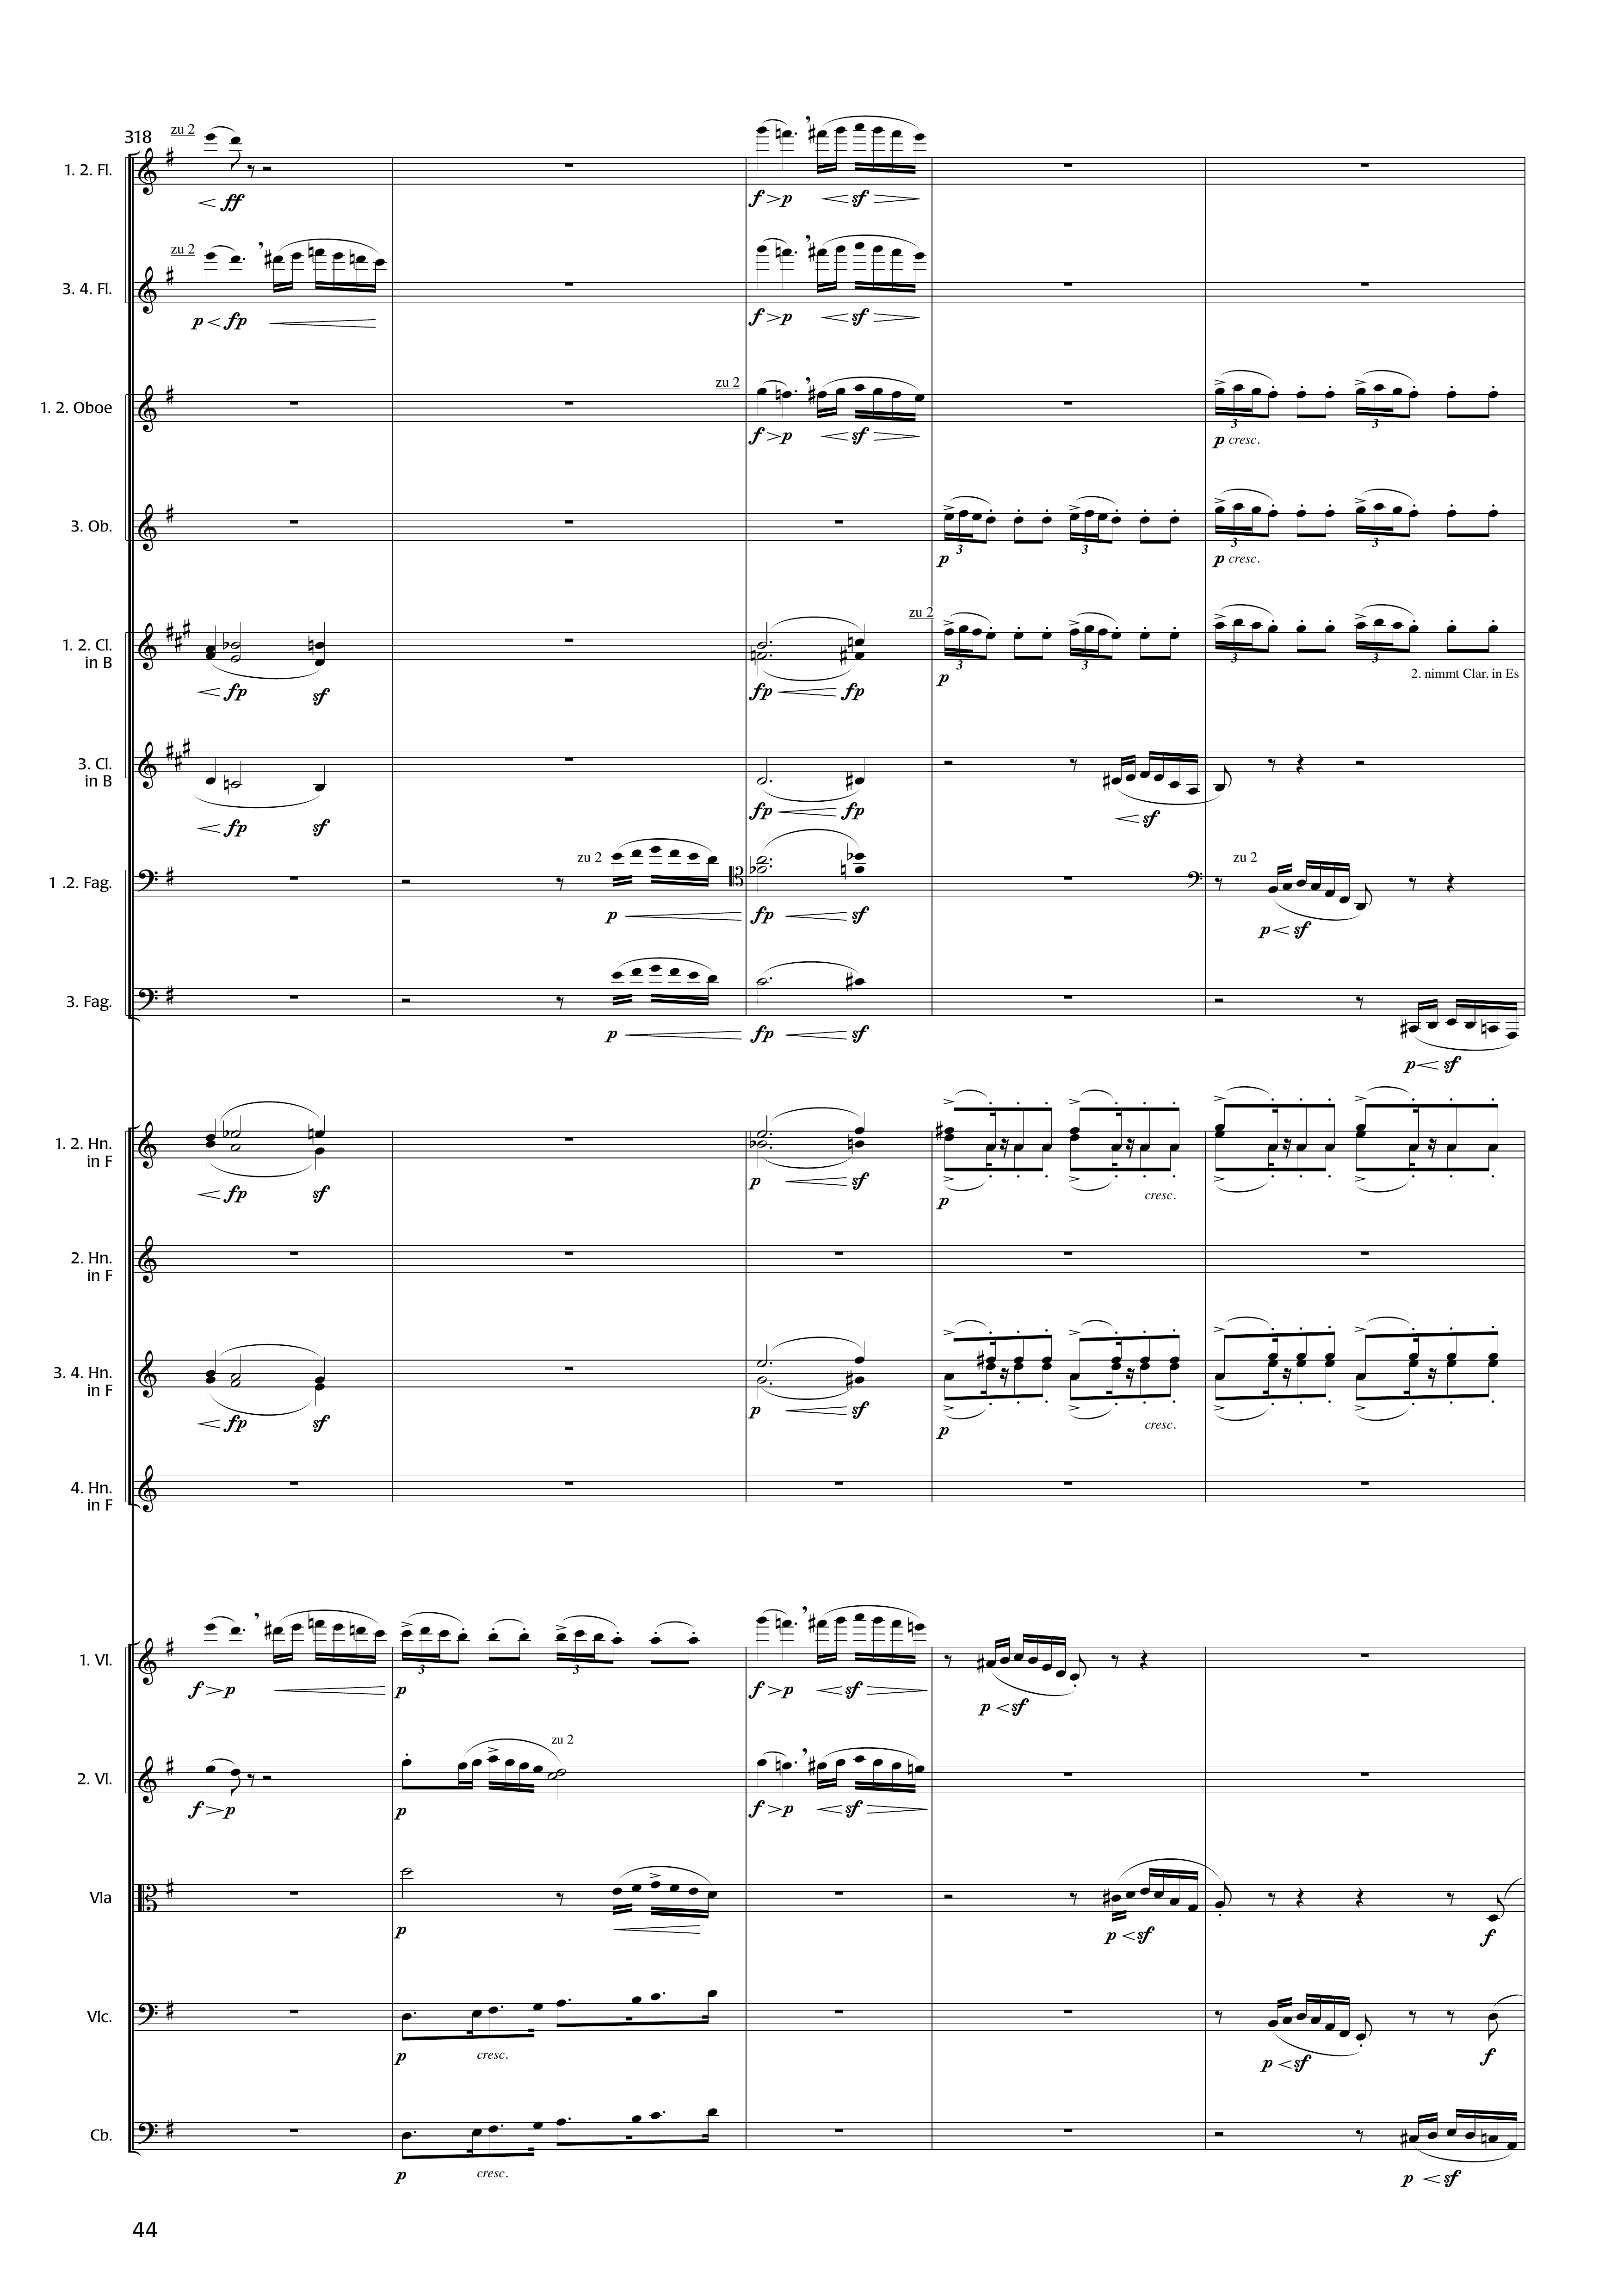 318
zu 2
1. 2. Fl.
< ff
f > p < sf >
zu 2
3. 4. Fl.
p < fp
f > p < sf >
zu 2
1. 2. Oboe
f > p < sf >
3
3
p cresc.
3. Ob.
3
3
3
3
p
p cresc.
zu 2
1. 2. Cl.
in B
3
3
3
3
< fp sf
fp < fp
p
2. nimmt Clar. in Es
3. Cl.
in B
< fp sf
fp < fp
< sf
zu 2
zu 2
1 .2. Fag.
p
fp < sf
p < sf
3. Fag.
p
fp < sf
p < sf
1. 2. Hn.
in F
< fp sf
p < sf
p
cresc.
2. Hn.
in F
3. 4. Hn.
in F
< fp sf
p < sf
p
cresc.
4. Hn.
in F
1. Vl.
3
3
f > p
p
f > p < sf >
p < sf
zu 2
2. Vl.
f > p
p
f > p < sf >
Vla
p
p < sf
f
Vlc.
p
cresc.
p < sf
f
Cb.
p
cresc.
p < sf
44